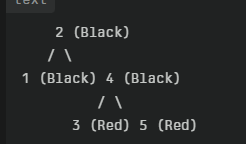 text
2 (Black)
/ \
1 (Black) 4 (Black)
/ \
3 (Red) 5 (Red)